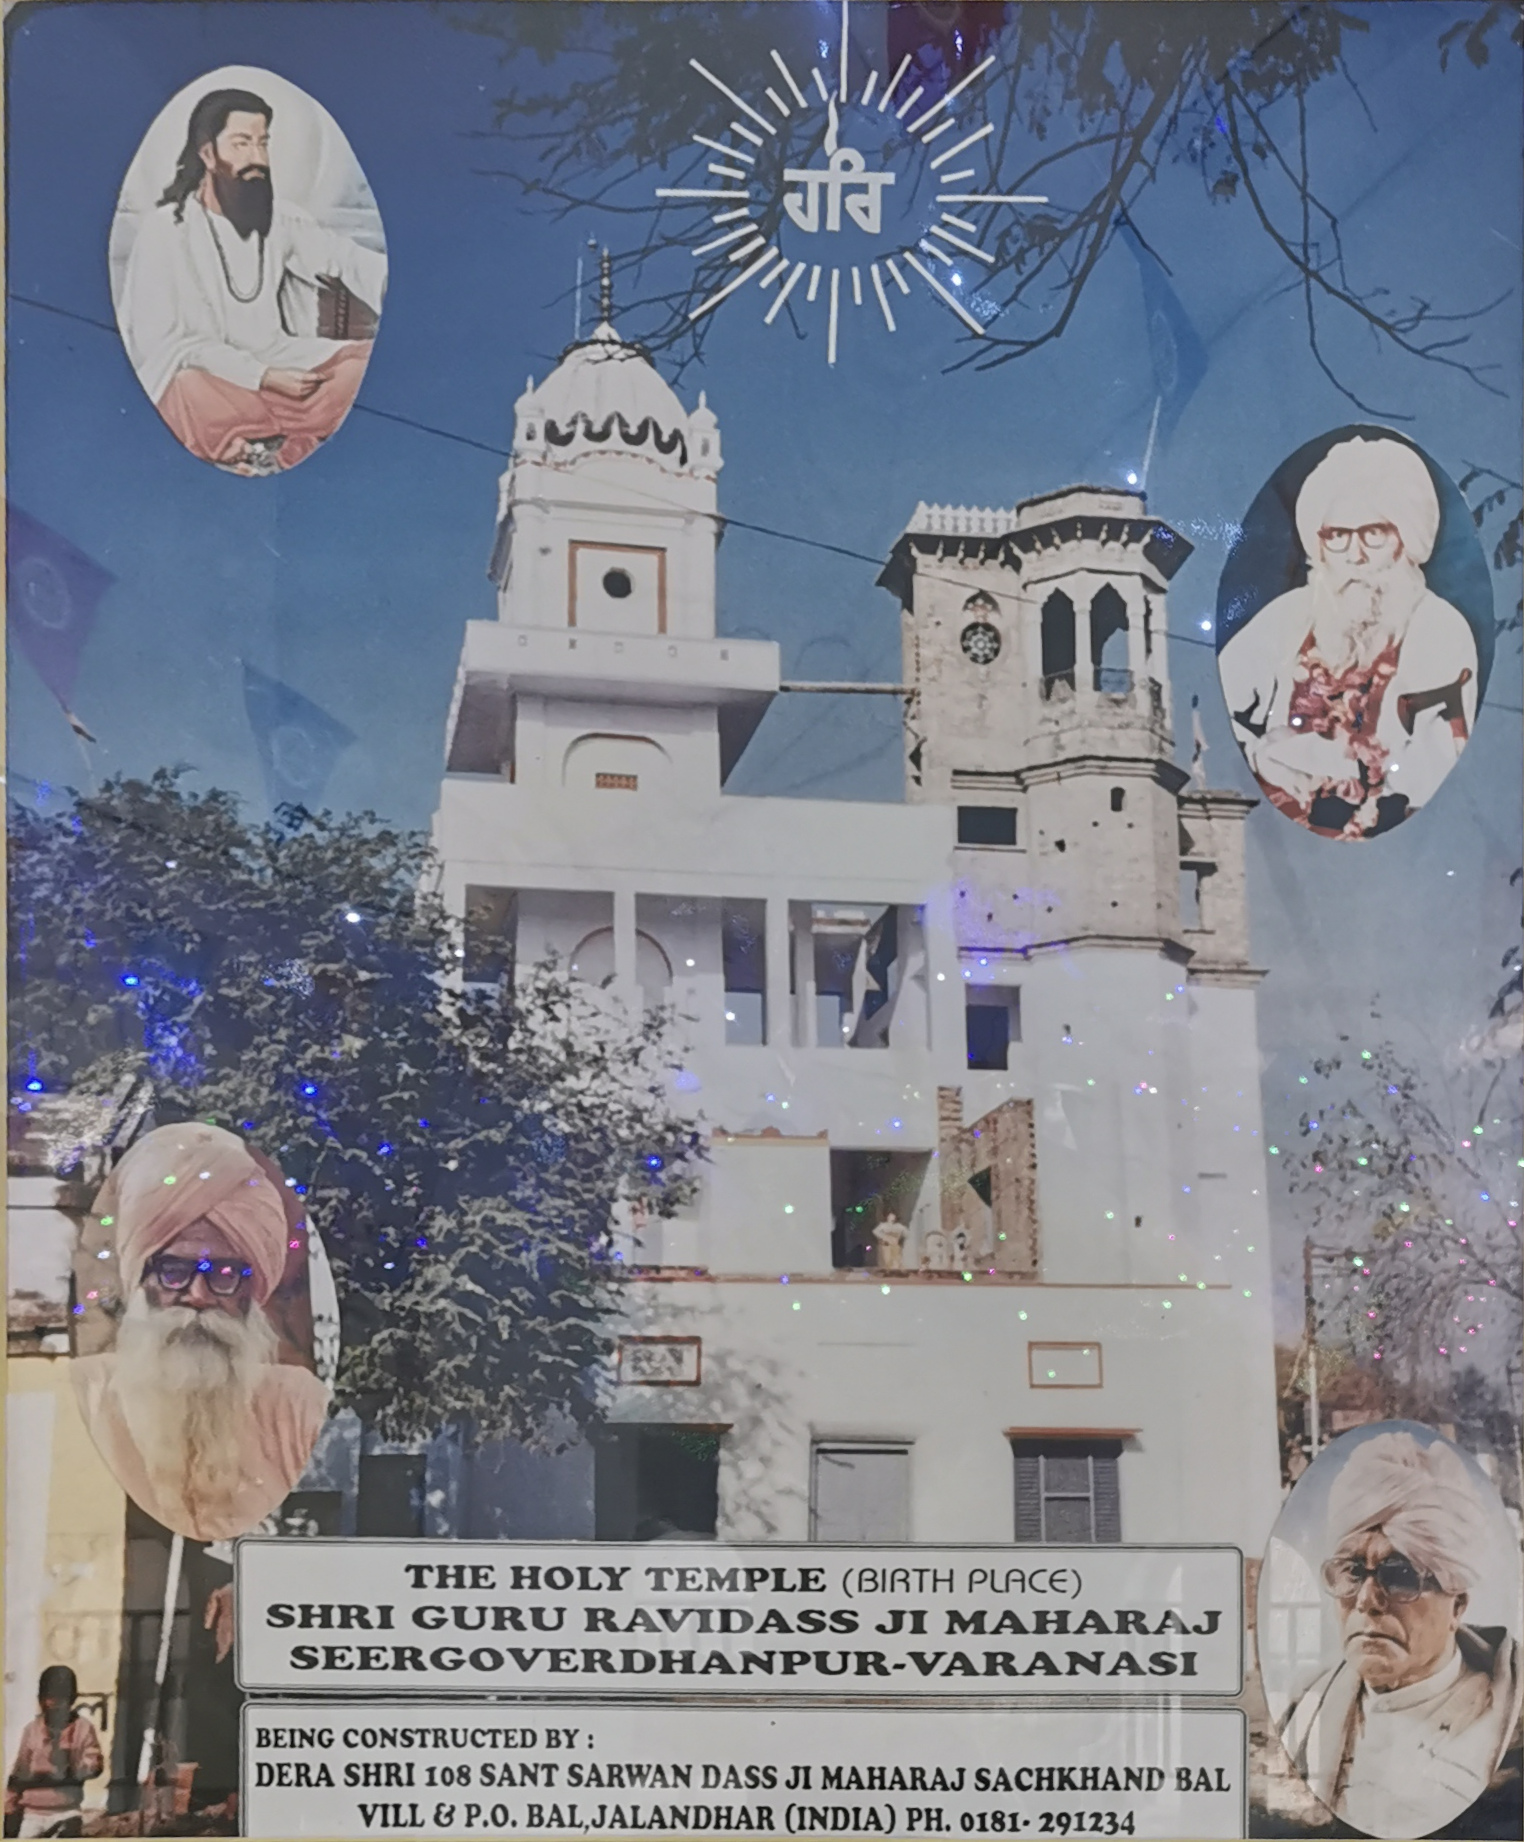 ਹਰਿ
THE HOLY TEMPLE (BIRTH PLACE)
SHRI GURU RAVIDASS JI MAHARAJ
SEERGOVERDHANPUR-VARANASI
BEING CONSTRUCTED BY :
DERA SHRI 108 SANT SARWAN DASS JI MAHARAJ SACHKHAND BAL
VILL & P.O. BAL,JALANDHAR (INDIA) PH. 0181- 291234